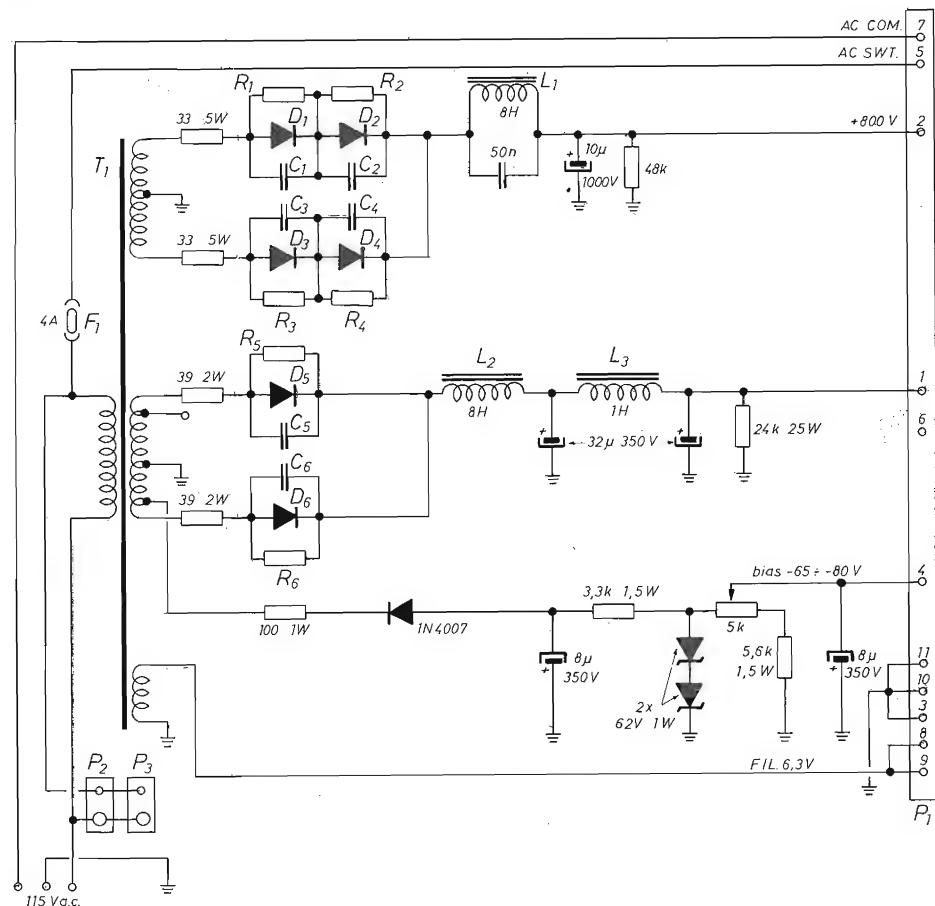 AC COM. 7
AC SWT. 5
R1 R2 L1
D1 D2 8H
33 5W +800 V 2
T1 C1 C2 50n 10µ 1000V 48k
C3 C4
33 5W D3 D4
R3 R4
4A F1
R5 L2 L3
39 2W D5 1
8H 1H
C5 6
32µ 350V 24k 25W
C6
39 2W D6
R6
bias -65 ÷ -80 V 4
3,3k 1,5W
100 1W 1N4007 5k
8µ 350V 5,6k 1,5W 8µ 350V
11
10
2x 62V 1W 3
8
P2 P3 FIL. 6,3V 9
P1
115 V a.c.